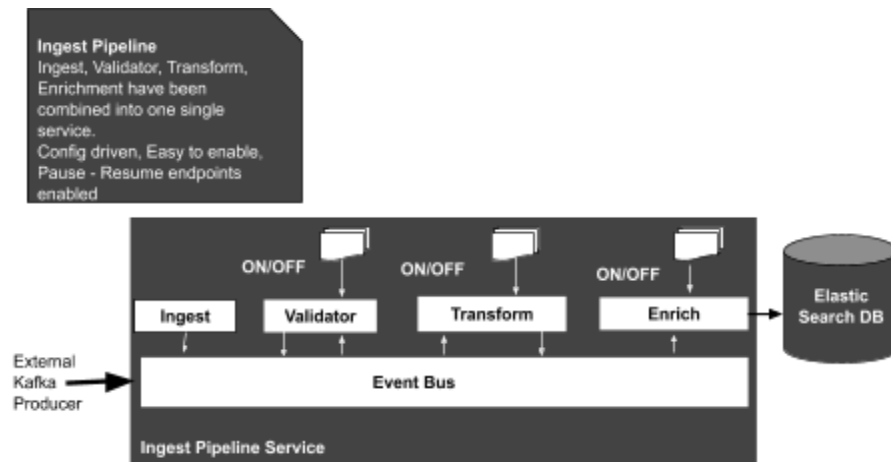 Ingest Pipeline
Ingest, Validator, Transform,
Enrichment have been
combined into one single
service.
Config driven, Easy to enable,
Pause - Resume endpoints
enabled
ON/OFF
ON/OFF
ON/OFF
Ingest
Validator
Transform
Enrich
Elastic
Search DB
External
Kafka
Producer
Event Bus
Ingest Pipeline Service